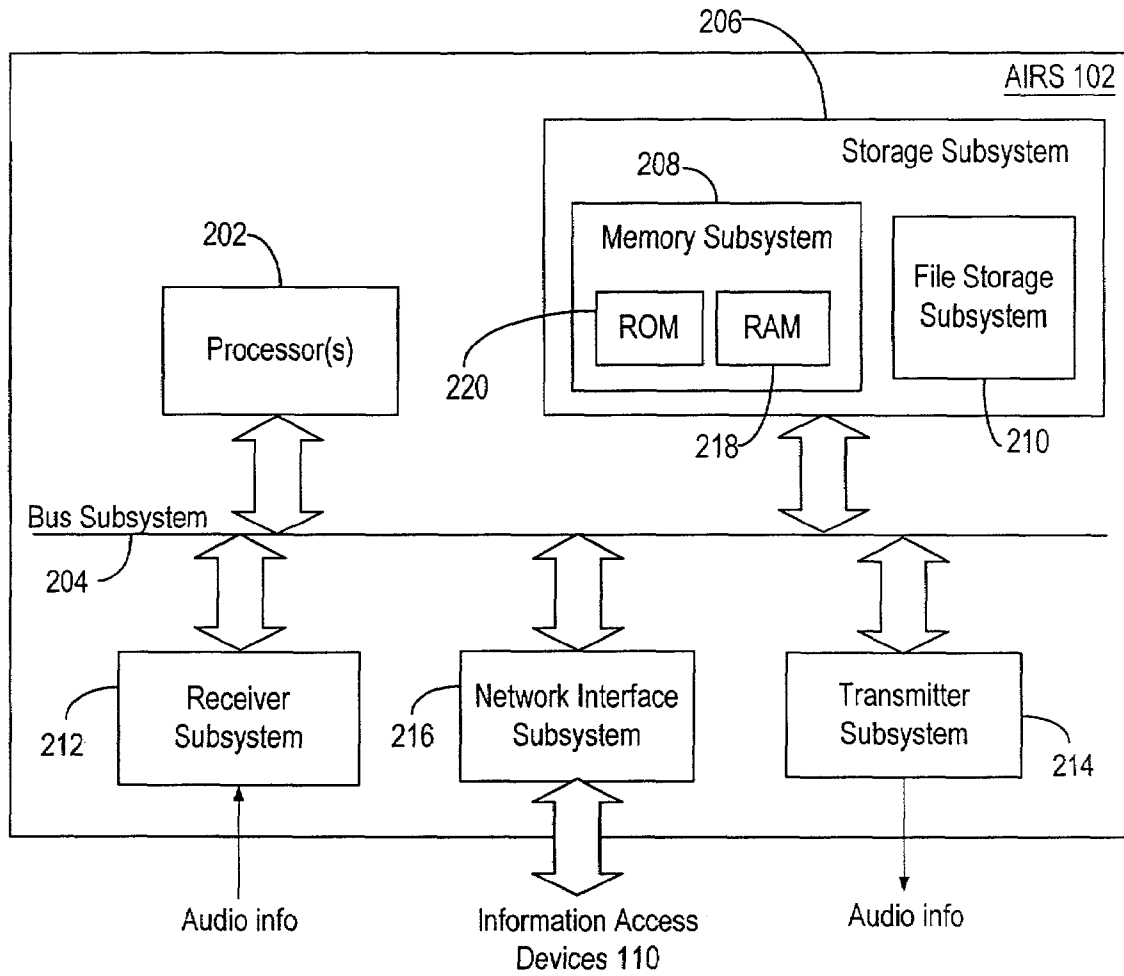 206
AIRS 102
Storage Subsystem
208
Memory Subsystem
File Storage
Subsystem
202
Processor(s)
ROM
RAM
220
218
210
Bus Subsystem
204
Receiver
Subsystem
212
Network Interface
Subsystem
216
Transmitter
Subsystem
214
Audio info
Information Access
Devices 110
Audio info